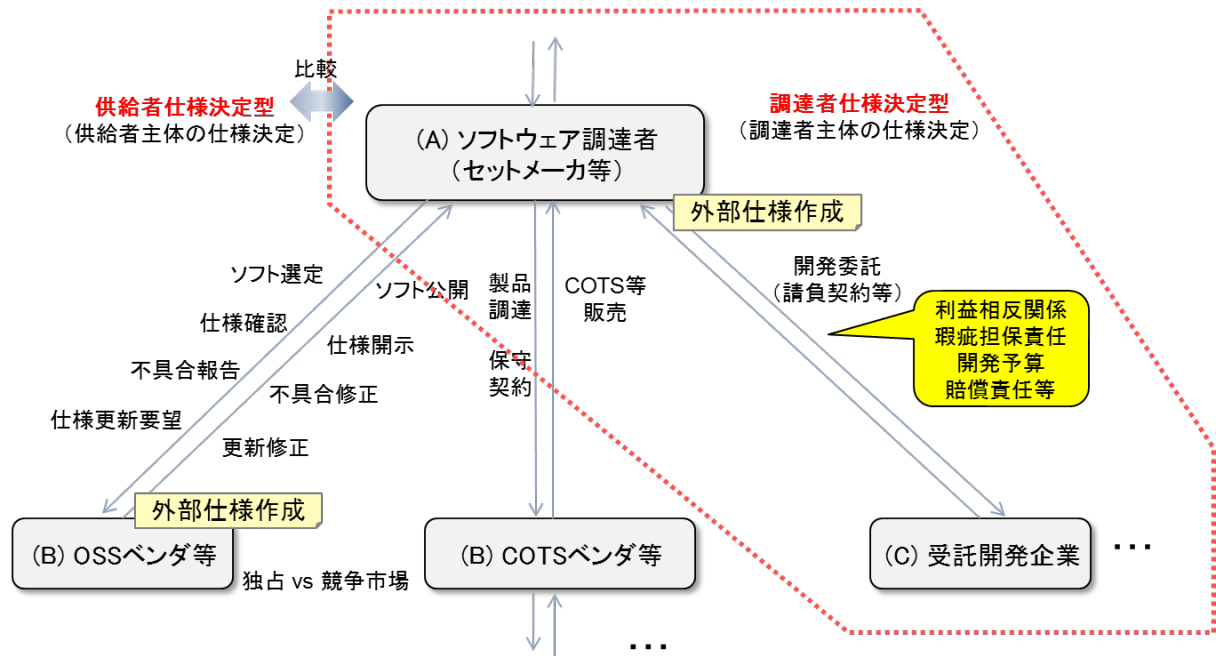 比較
供給者仕様決定型
（供給者主体の仕様決定）
調達者仕様決定型
（調達者主体の仕様決定）
(A) ソフトウェア調達者
（セットメーカ等）
外部仕様作成
ソフト選定
仕様確認
不具合報告
仕様更新要望
ソフト公開
仕様開示
不具合修正
更新修正
製品
調達
保守
契約
COTS等
販売
開発委託
（請負契約等）
利益相反関係
瑕疵担保責任
開発予算
賠償責任等
外部仕様作成
(B) OSSベンダ等
独占 vs 競争市場
(B) COTSベンダ等
(C) 受託開発企業
…
…